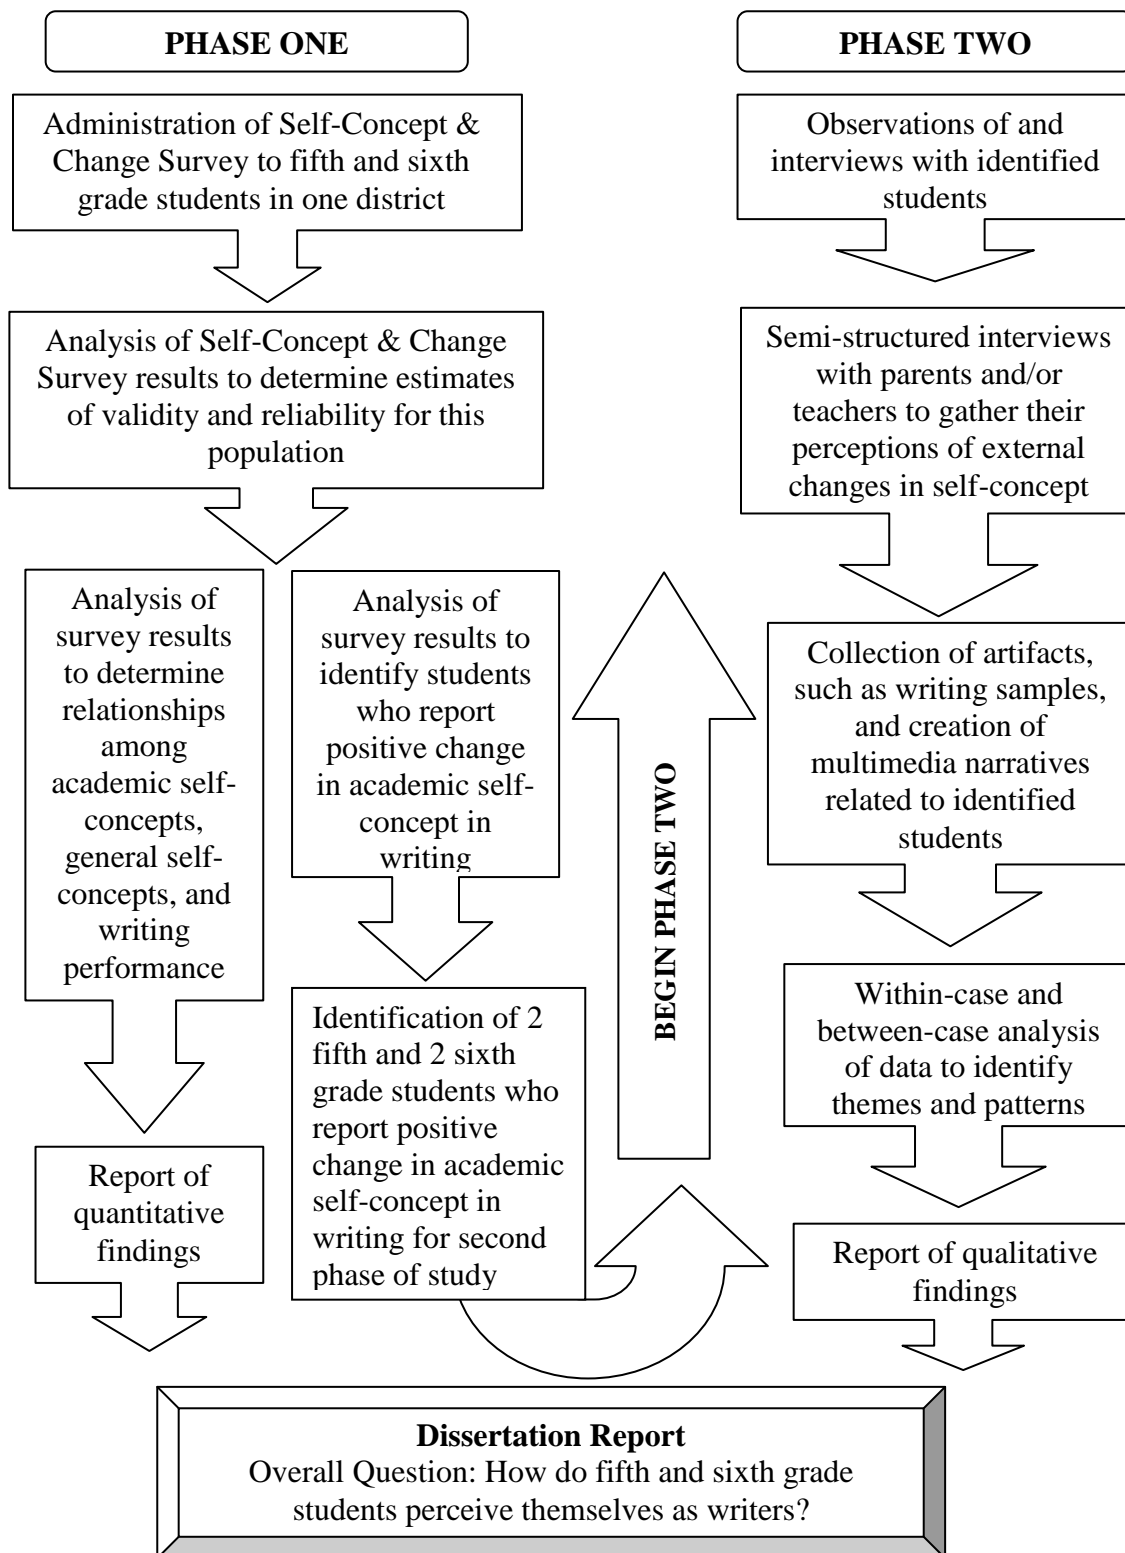 PHASE ONE
Administration of Self-Concept &
Change Survey to fifth and sixth
grade students in one district
Analysis of Self-Concept & Change
Survey results to determine estimates
of validity and reliability for this
population
Analysis of
survey results
to determine
relationships
among
academic self-
concepts,
general self-
concepts, and
writing
performance
Report of
quantitative
findings
Analysis of
survey results to
identify students
who report
positive change
in academic self-
concept in
writing
Identification of 2
fifth and 2 sixth
grade students who
report positive
change in academic
self-concept in
writing for second
phase of study
BEGIN PHASE TWO
PHASE TWO
Observations of and
interviews with identified
students
Semi-structured interviews
with parents and/or
teachers to gather their
perceptions of external
changes in self-concept
Collection of artifacts,
such as writing samples,
and creation of
multimedia narratives
related to identified
students
Within-case and
between-case analysis
of data to identify
themes and patterns
Report of qualitative
findings
Dissertation Report
Overall Question: How do fifth and sixth grade
students perceive themselves as writers?